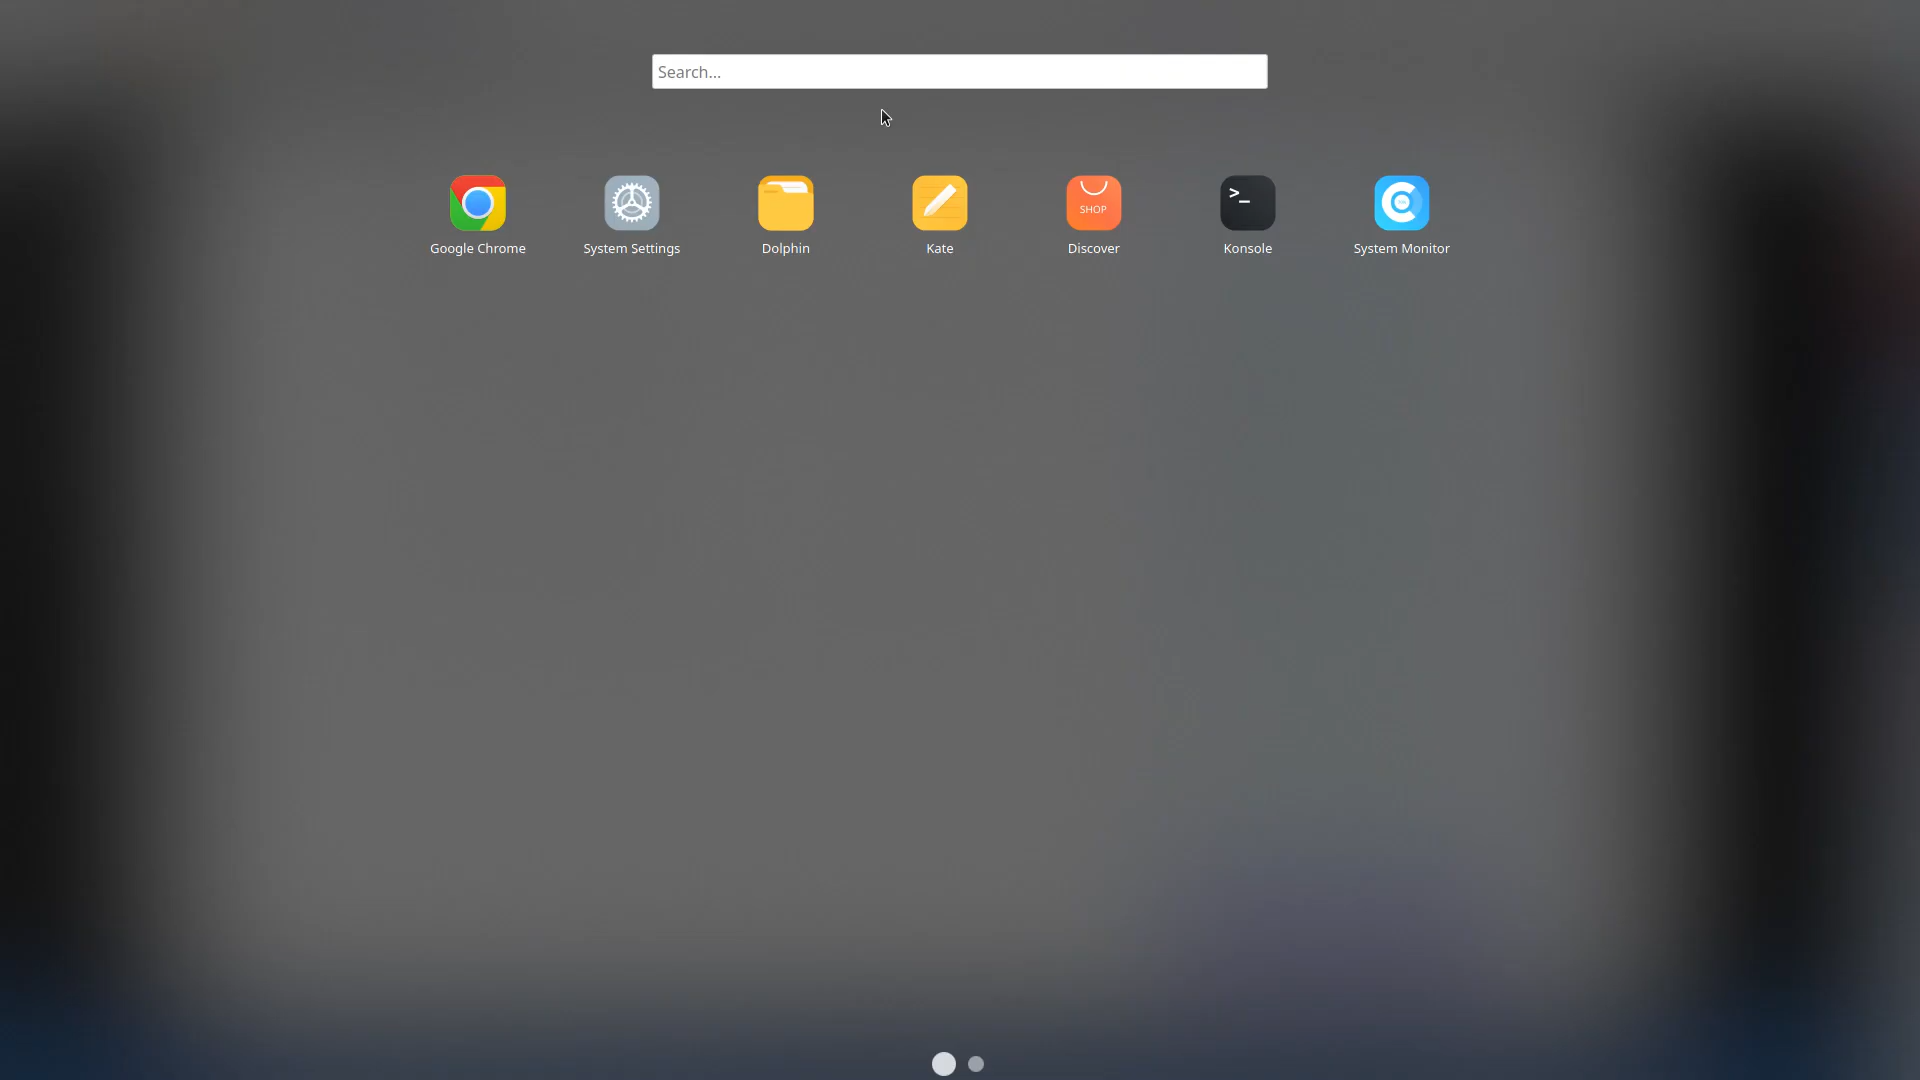 Search...
SHOP
>_
Google Chrome
System Settings
Dolphin
Kate
Discover
Konsole
System Monitor